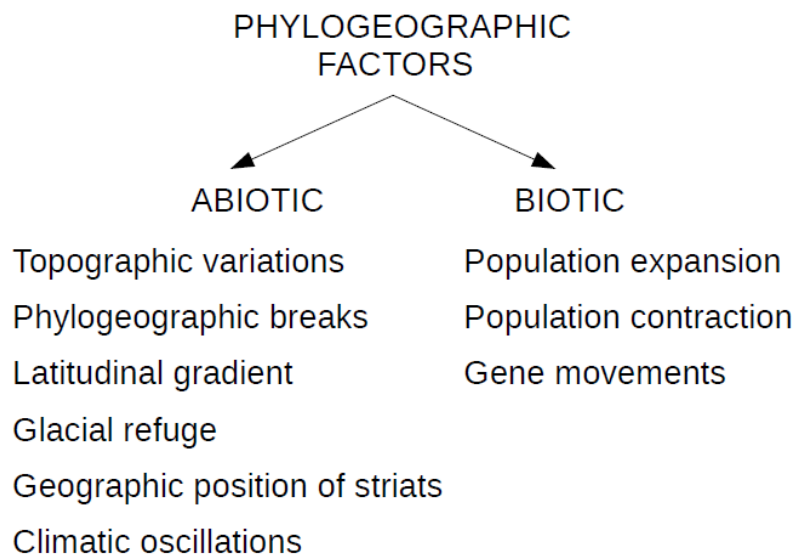 PHYLOGEOGRAPHIC
FACTORS
ABIOTIC
Topographic variations
Phylogeographic breaks
Latitudinal gradient
Glacial refuge
Geographic position of striats
Climatic oscillations
BIOTIC
Population expansion
Population contraction
Gene movements